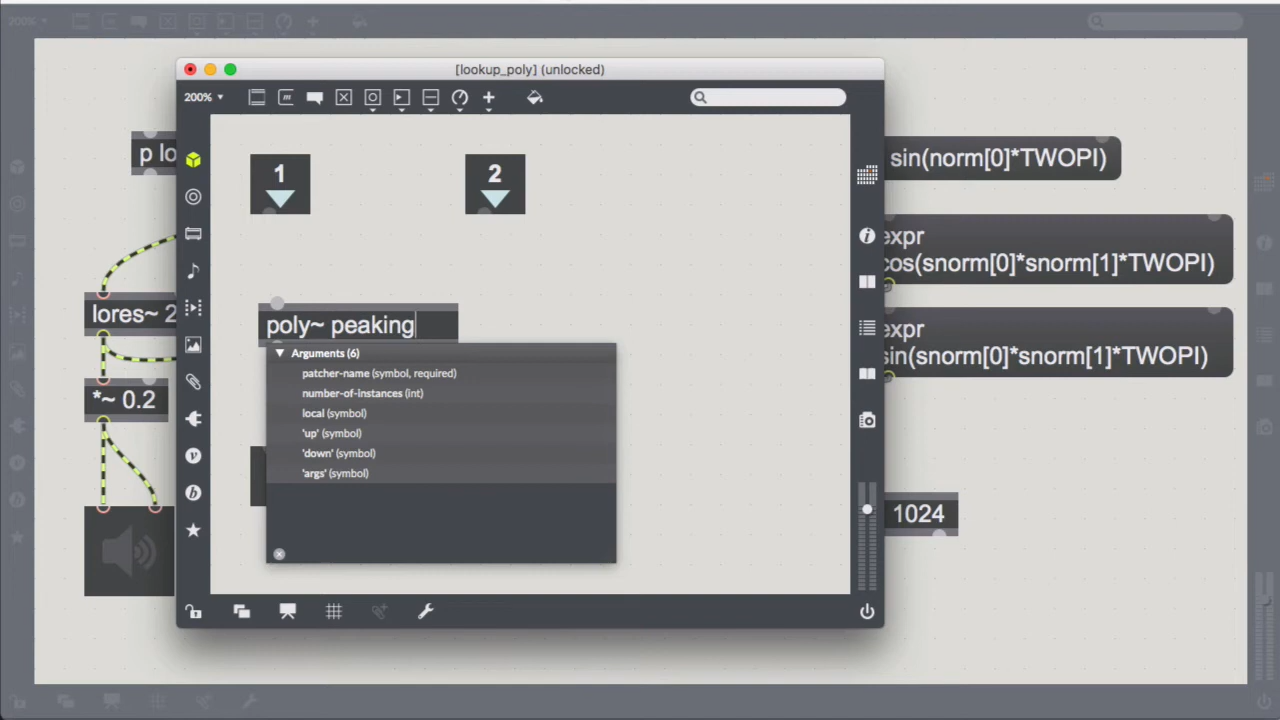 200%
[lookup_poly] (unlocked)
200%
1
2
p lo
sin(norm[0]*TWOPI)
expr
cos(snorm[0]*snorm[1]*TWOPI)
lores~ 2
poly~ peaking
expr
sin(snorm[0]*snorm[1]*TWOPI)
Arguments (6)
patcher-name (symbol, required)
number-of-instances (int)
local (symbol)
'up' (symbol)
'down' (symbol)
'args' (symbol)
*~ 0.2
1024